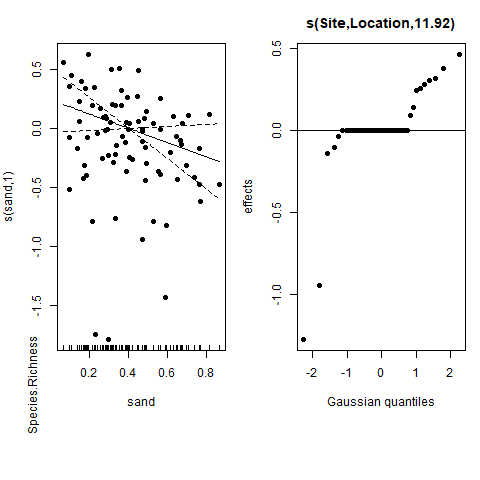 s(Site,Location,11.92)
s(sand,1)
Species.Richness
0.5
0.0
-0.5
-1.0
-1.5
0.2 0.4 0.6 0.8
sand
effects
0.5
0.0
-0.5
-1.0
-2 -1 0 1 2
Gaussian quantiles